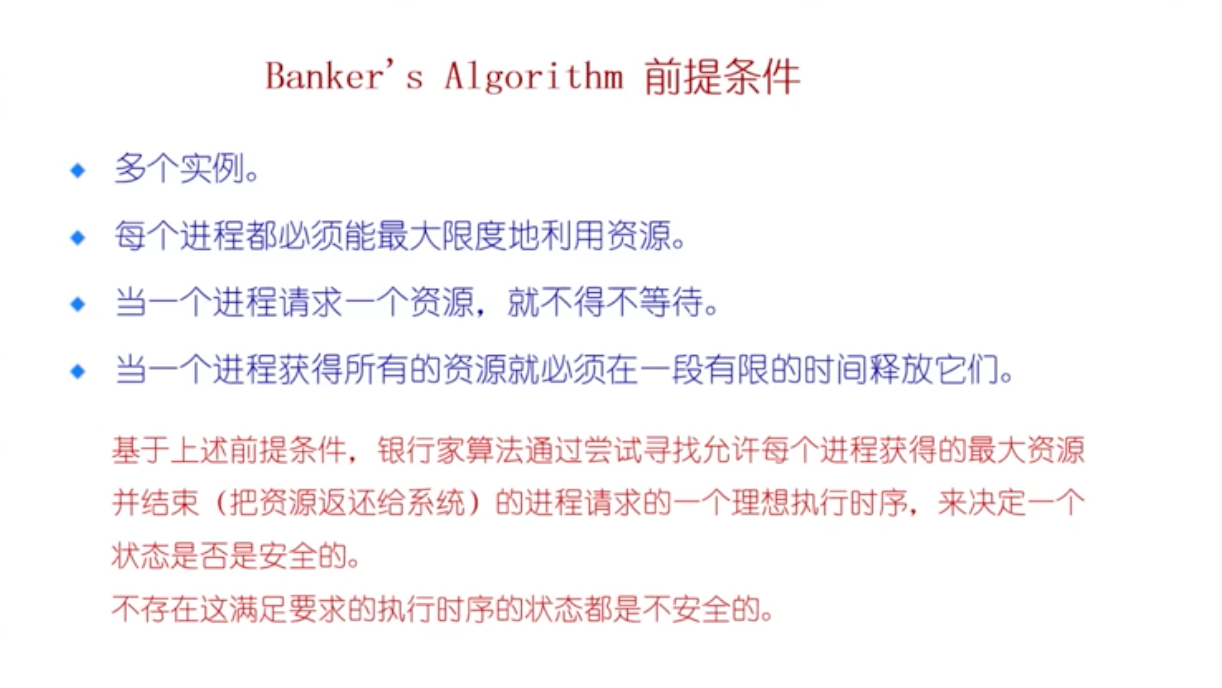 Banker's Algorithm 前提条件
多个实例。
每个进程都必须能最大限度地利用资源。
当一个进程请求一个资源，就不得不等待。
当一个进程获得所有的资源就必须在一段有限的时间释放它们。
基于上述前提条件，银行家算法通过尝试寻找允许每个进程获得的最大资源
并结束（把资源返还给系统）的进程请求的一个理想执行时序，来决定一个
状态是否是安全的。
不存在这满足要求的执行时序的状态都是不安全的。